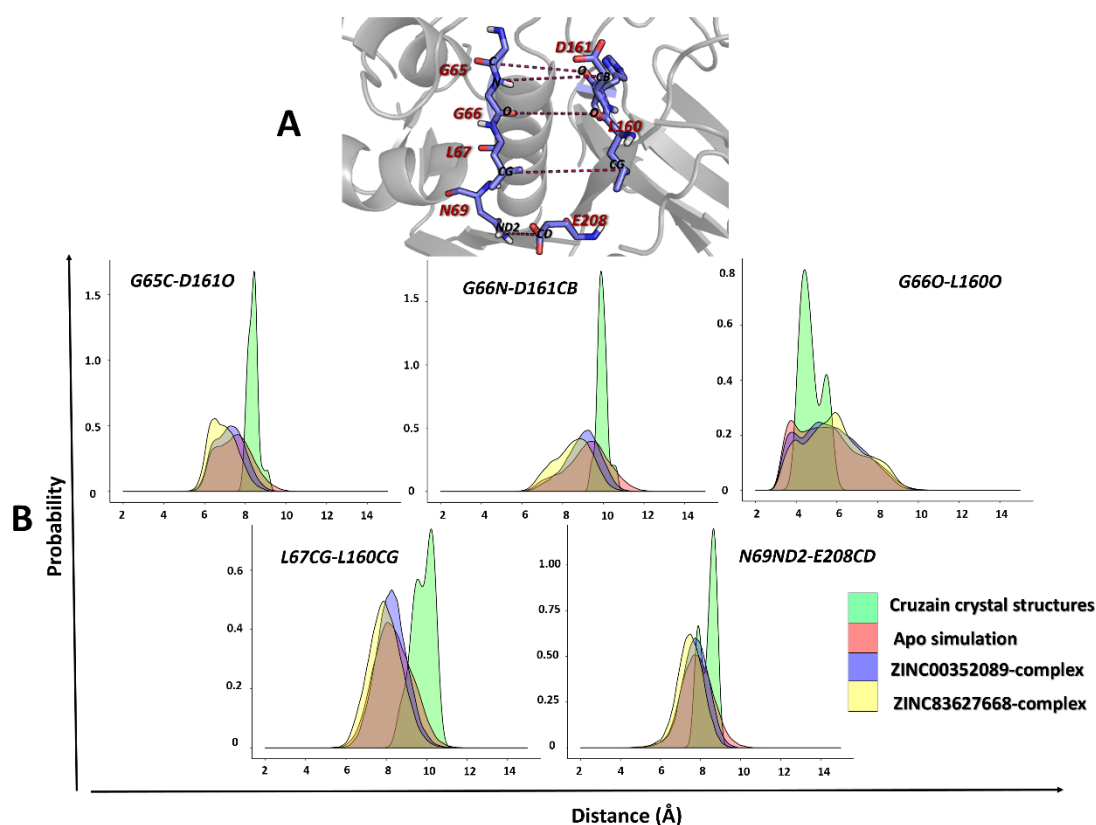 A
D161
G65
C
O
CB
N
G66
O
O
L160
L67
CG
CG
N69
ND2
CD
E208
B
Probability
G65C-D161O
1.5
1.0
0.5
0
2 4 6 8 10 12 14
G66N-D161CB
1.5
1.0
0.5
0
2 4 6 8 10 12 14
G66O-L160O
0.8
0.6
0.4
0.2
0
2 4 6 8 10 12 14
L67CG-L160CG
0.6
0.4
0.2
0
2 4 6 8 10 12 14
N69ND2-E208CD
1.00
0.75
0.50
0.25
0
2 4 6 8 10 12 14
Cruzain crystal structures
Apo simulation
ZINC00352089-complex
ZINC83627668-complex
Distance (Å)